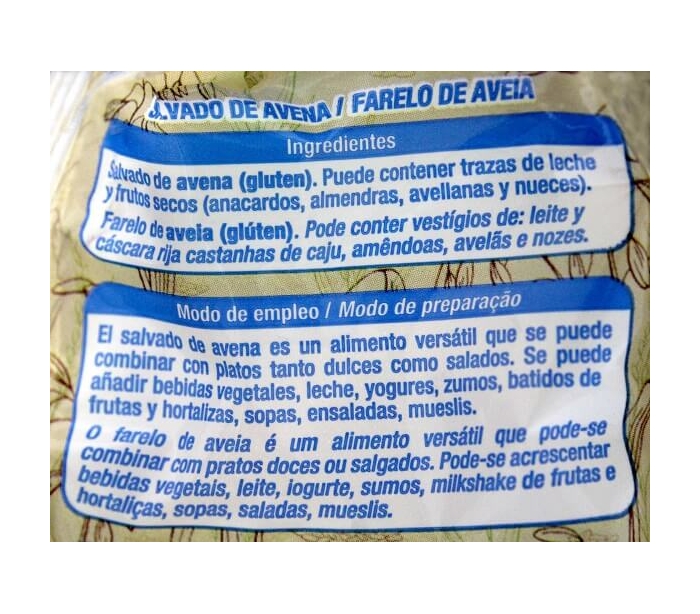 SALVADO DE AVENA / FARELO DE AVEIA
Ingredientes
Salvado de avena (gluten). Puede contener trazas de leche
y frutos secos (anacardos, almendras, avellanas y nueces).
Farelo de aveia (glúten). Pode conter vestígios de: leite y
cáscara rija castanhas de caju, amêndoas, avelãs e nozes.
Modo de empleo / Modo de preparação
El salvado de avena es un alimento versátil que se puede
combinar con platos tanto dulces como salados. Se puede
añadir bebidas vegetales, leche, yogures, zumos, batidos de
frutas y hortalizas, sopas, ensaladas, mueslis.
O farelo de aveia é um alimento versátil que pode-se
combinar com pratos doces ou salgados. Pode-se acrescentar
bebidas vegetais, leite, iogurte, sumos, milkshake de frutas e
hortaliças, sopas, saladas, mueslis.